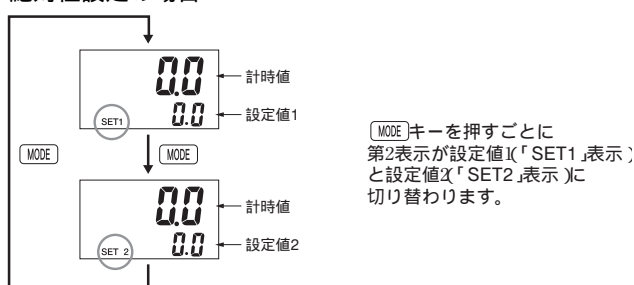 0.0
計時値
SET1
0.0
設定値1
MODE
MODE
MODEキーを押すごとに
第2表示が設定値1(「SET1」表示)
と設定値2(「SET2」表示)に
切り替わります。
0.0
計時値
SET 2
0.0
設定値2